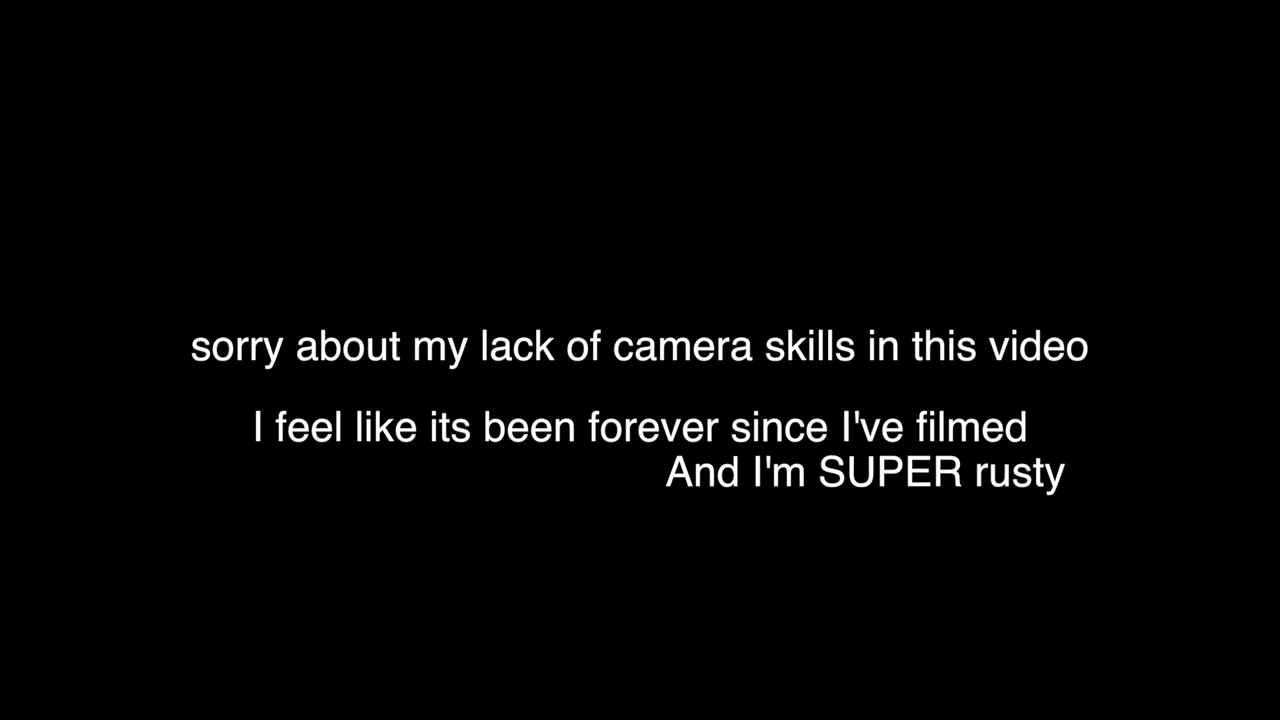 sorry about my lack of camera skills in this video
I feel like its been forever since I've filmed
And I'm SUPER rusty